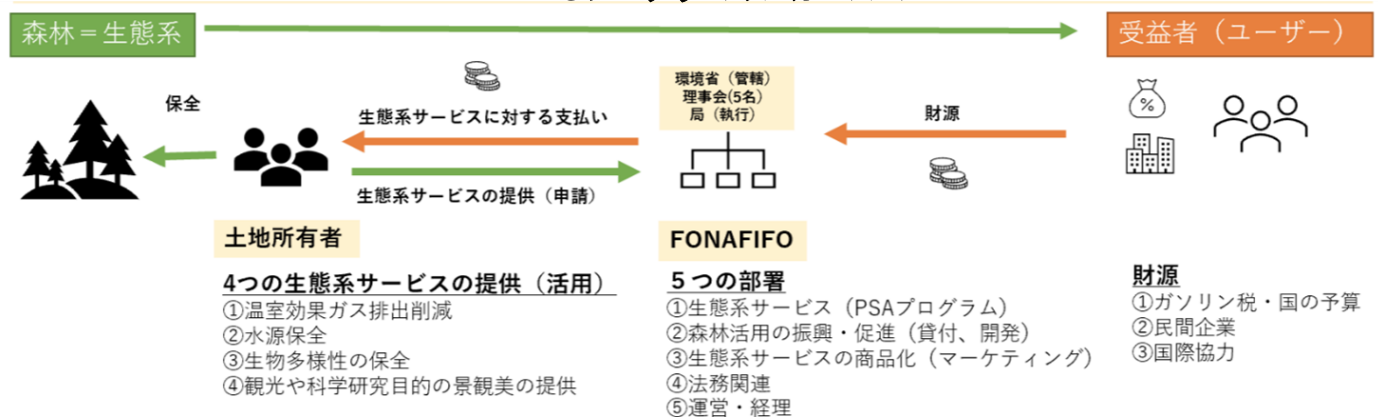 森林＝生態系
受益者（ユーザー）
保全
生態系サービスに対する支払い
生態系サービスの提供（申請）
環境省（管轄）
理事会(5名)
局（執行）
財源
%
土地所有者
4つの生態系サービスの提供（活用）
①温室効果ガス排出削減
②水源保全
③生物多様性の保全
④観光や科学研究目的の景観美の提供
FONAFIFO
５つの部署
①生態系サービス（PSAプログラム）
②森林活用の振興・促進（貸付、開発）
③生態系サービスの商品化（マーケティング）
④法務関連
⑤運営・経理
財源
①ガソリン税・国の予算
②民間企業
③国際協力